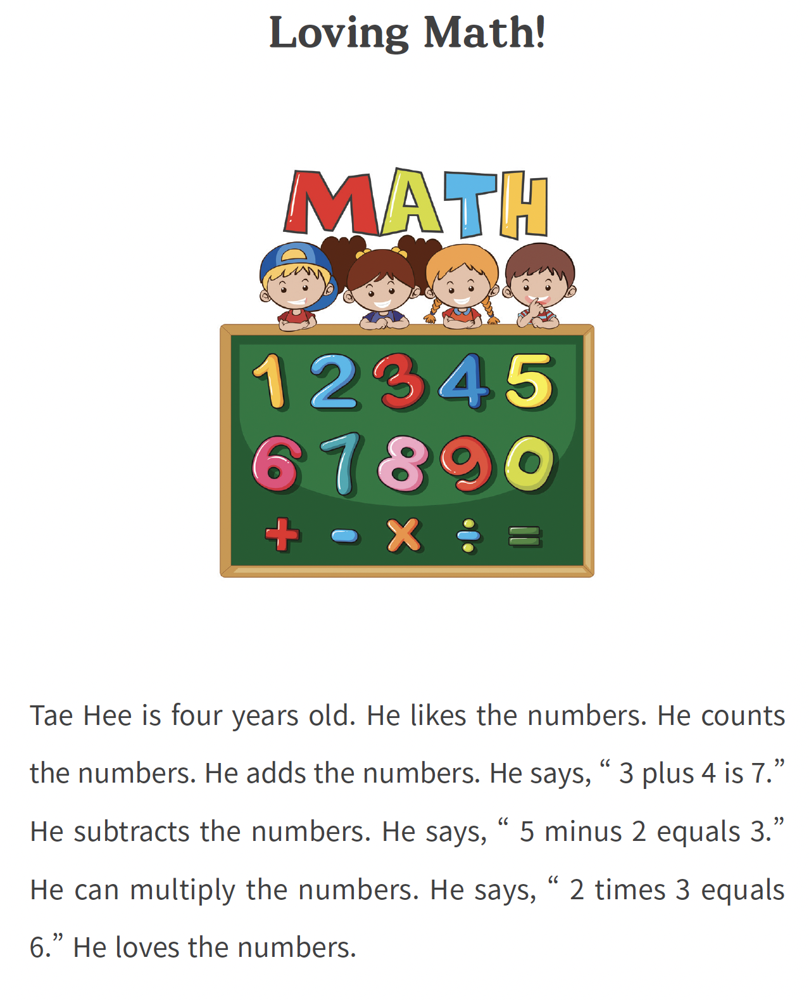 Loving Math!
MATH
1 2 3 4 5
6 7 8 9 0
+ - × ÷ =
Tae Hee is four years old. He likes the numbers. He counts
the numbers. He adds the numbers. He says, “ 3 plus 4 is 7.”
He subtracts the numbers. He says, “ 5 minus 2 equals 3.”
He can multiply the numbers. He says, “ 2 times 3 equals
6.” He loves the numbers.